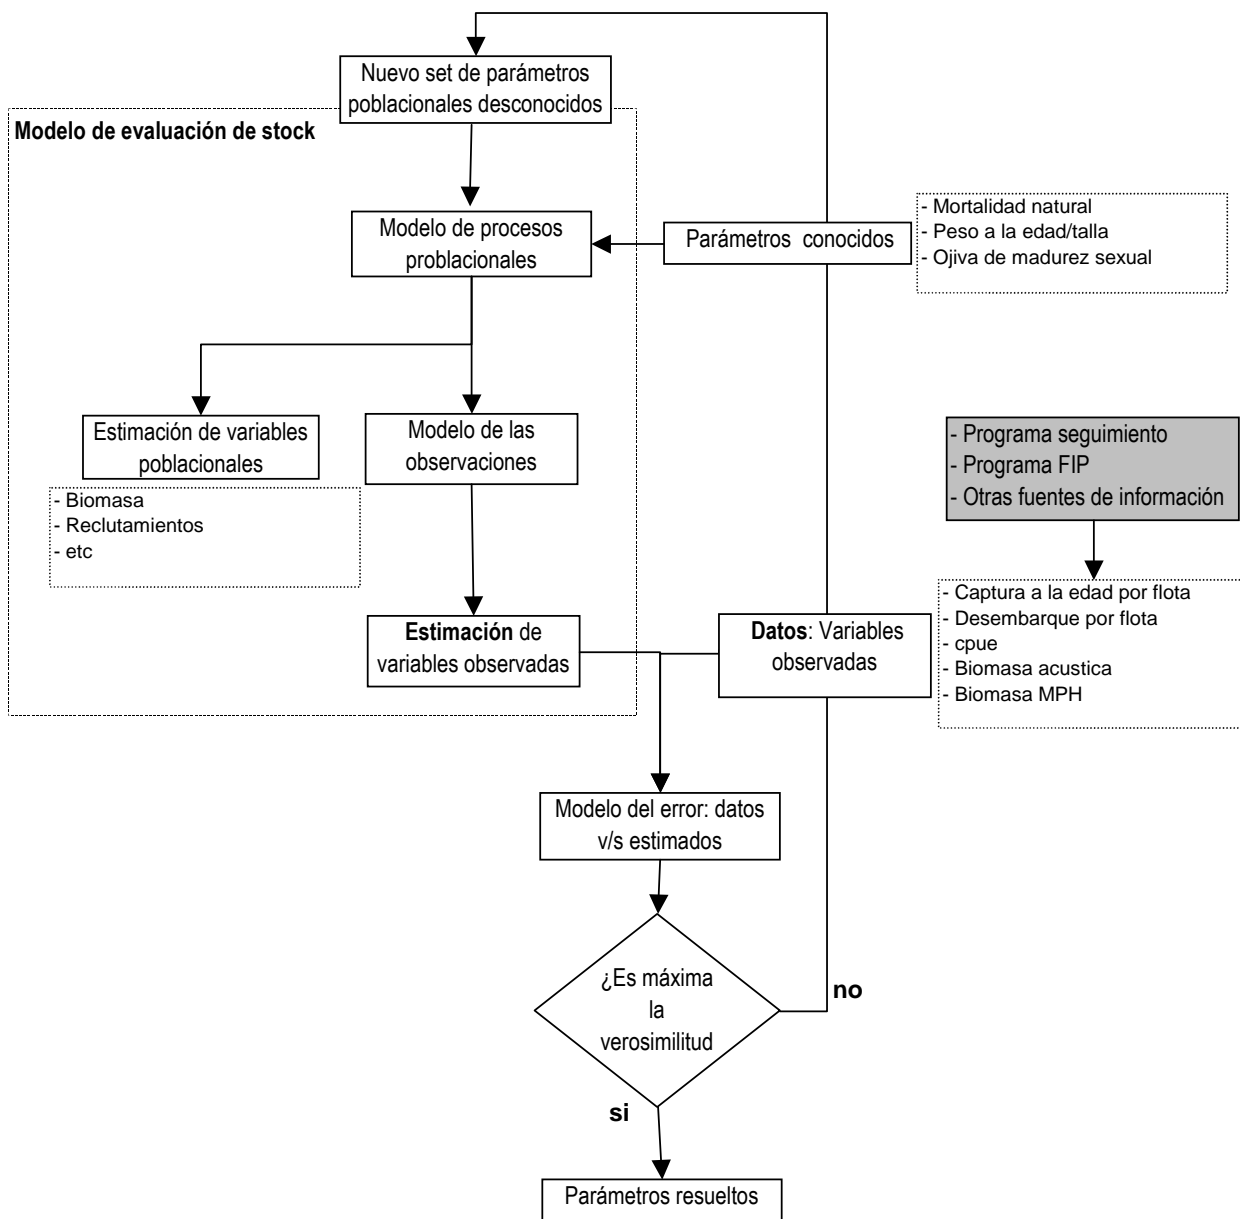 Nuevo set de parámetros
poblacionales desconocidos
Modelo de evaluación de stock
Modelo de procesos
problacionales
Parámetros conocidos
- Mortalidad natural
- Peso a la edad/talla
- Ojiva de madurez sexual
Estimación de variables
poblacionales
- Biomasa
- Reclutamientos
- etc
Modelo de las
observaciones
- Programa seguimiento
- Programa FIP
- Otras fuentes de información
Estimación de
variables observadas
Datos: Variables
observadas
- Captura a la edad por flota
- Desembarque por flota
- cpue
- Biomasa acustica
- Biomasa MPH
Modelo del error: datos
v/s estimados
¿Es máxima
la
verosimilitud
no
si
Parámetros resueltos